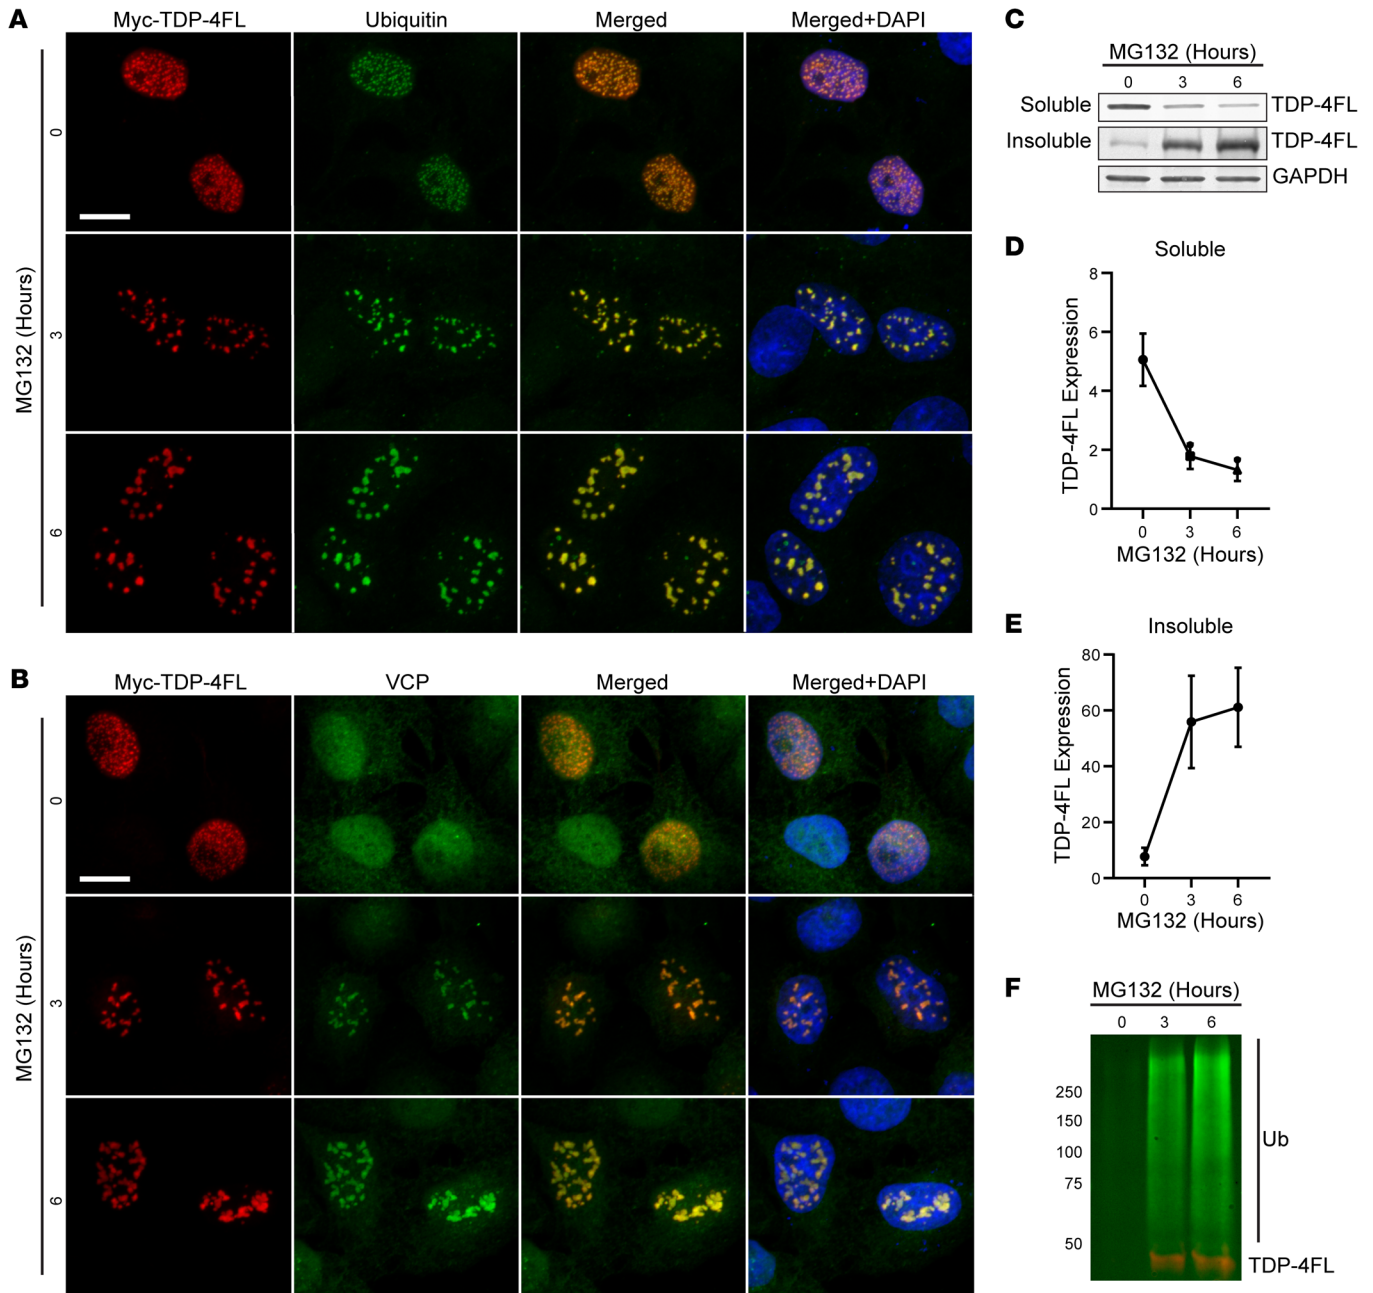 A
Myc-TDP-4FL Ubiquitin Merged Merged+DAPI
MG132 (Hours)
0
3
6
B
Myc-TDP-4FL VCP Merged Merged+DAPI
MG132 (Hours)
0
3
6
C
MG132 (Hours)
0 3 6
Soluble TDP-4FL
Insoluble TDP-4FL
GAPDH
D
Soluble
TDP-4FL Expression
8
6
4
2
0
0 3 6
MG132 (Hours)
E
Insoluble
TDP-4FL Expression
80
60
40
20
0
0 3 6
MG132 (Hours)
F
MG132 (Hours)
0 3 6
250
150
100
75
50
Ub
TDP-4FL